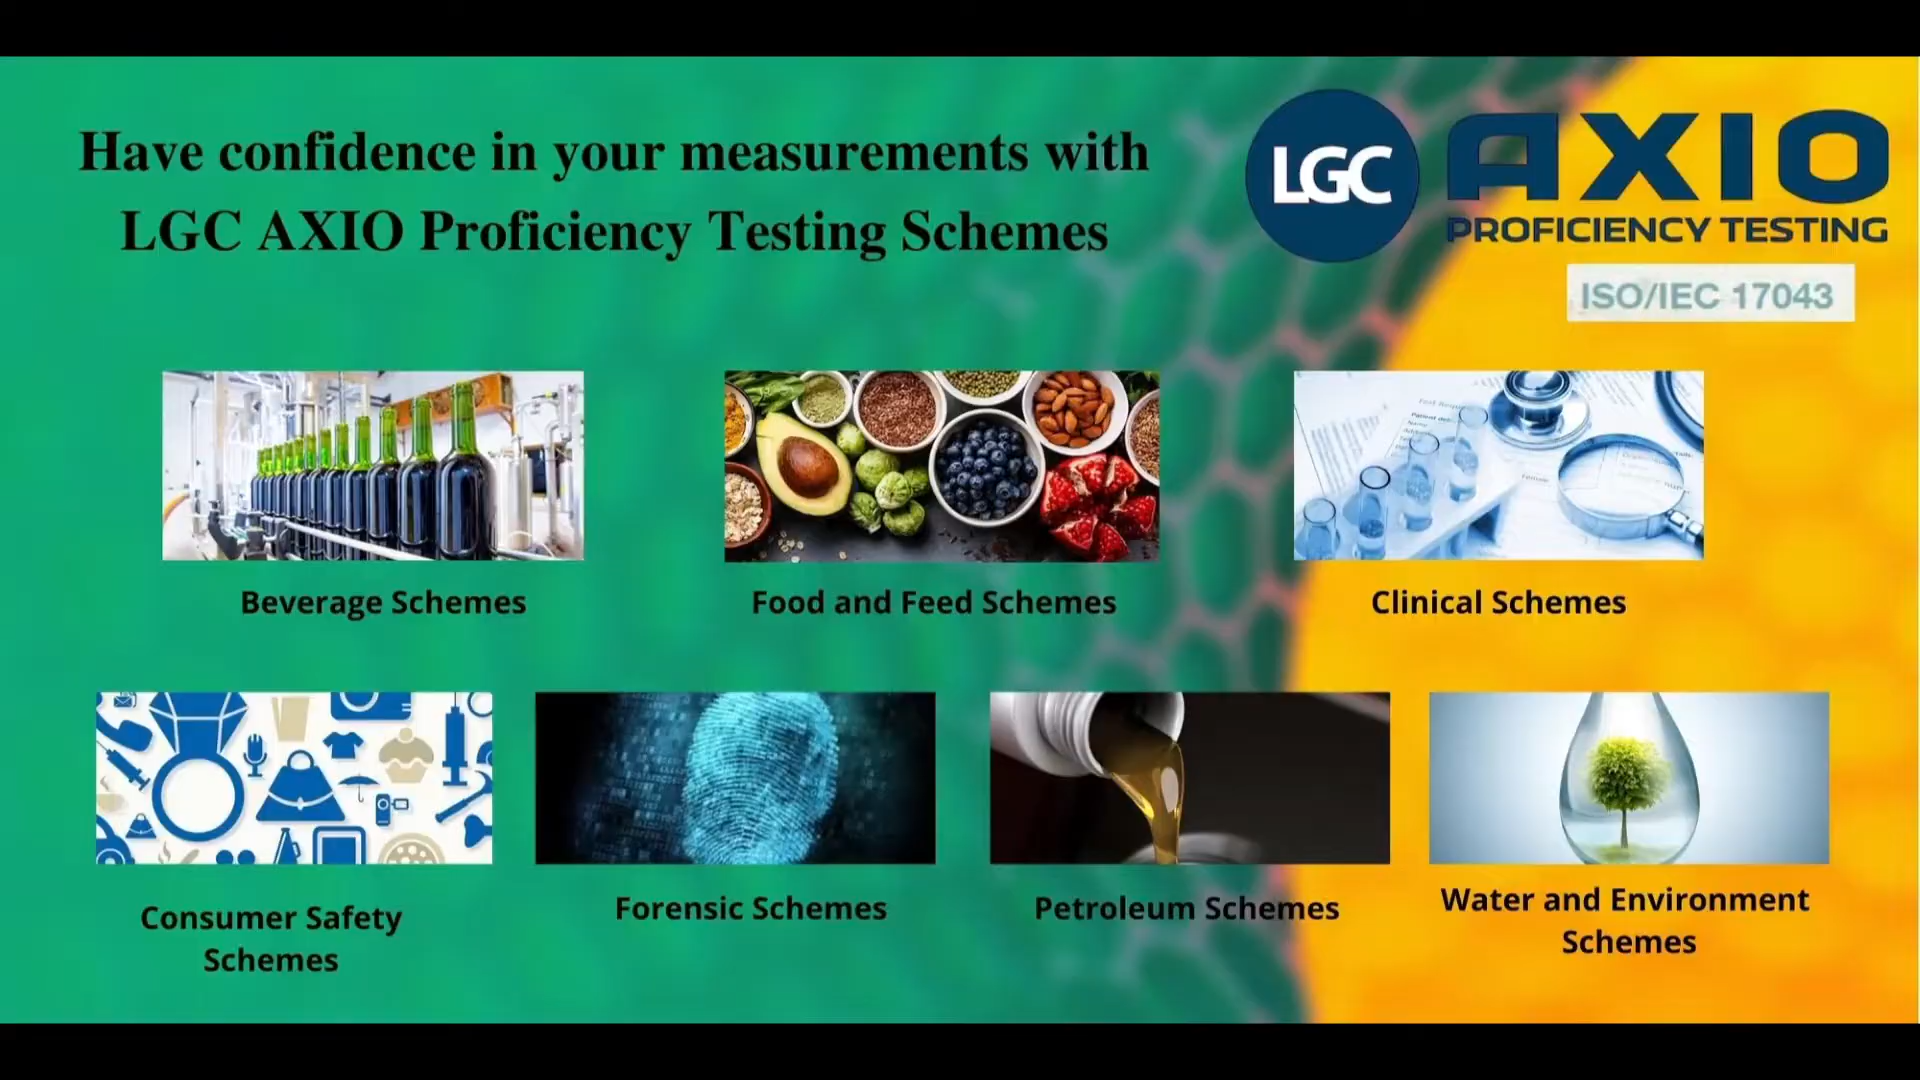 Have confidence in your measurements with
LGC AXIO Proficiency Testing Schemes
LGC
AXIO
PROFICIENCY TESTING
ISO/IEC 17043
Beverage Schemes
Food and Feed Schemes
Clinical Schemes
Consumer Safety
Schemes
Forensic Schemes
Petroleum Schemes
Water and Environment
Schemes